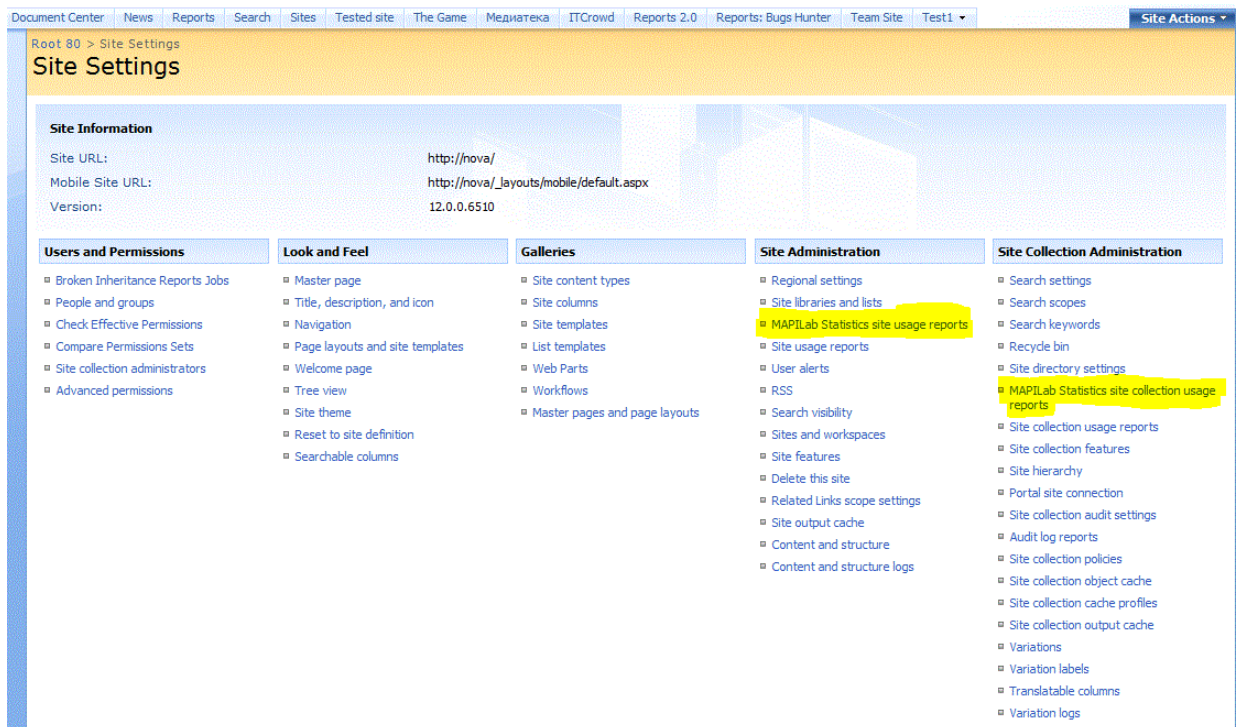 Document Center News Reports Search Sites Tested site The Game Медиатека ITCrowd Reports 2.0 Reports: Bugs Hunter Team Site Test1 Site Actions
Root 80 > Site Settings
Site Settings
Site Information
Site URL: http://nova/
Mobile Site URL: http://nova/_layouts/mobile/default.aspx
Version: 12.0.0.6510
Users and Permissions
Broken Inheritance Reports Jobs
People and groups
Check Effective Permissions
Compare Permissions Sets
Site collection administrators
Advanced permissions
Look and Feel
Master page
Title, description, and icon
Navigation
Page layouts and site templates
Welcome page
Tree view
Site theme
Reset to site definition
Searchable columns
Galleries
Site content types
Site columns
Site templates
List templates
Web Parts
Workflows
Master pages and page layouts
Site Administration
Regional settings
Site libraries and lists
MAPILab Statistics site usage reports
Site usage reports
User alerts
RSS
Search visibility
Sites and workspaces
Site features
Delete this site
Related Links scope settings
Site output cache
Content and structure
Content and structure logs
Site Collection Administration
Search settings
Search scopes
Search keywords
Recycle bin
Site directory settings
MAPILab Statistics site collection usage
reports
Site collection usage reports
Site collection features
Site hierarchy
Portal site connection
Site collection audit settings
Audit log reports
Site collection policies
Site collection object cache
Site collection cache profiles
Site collection output cache
Variations
Variation labels
Translatable columns
Variation logs